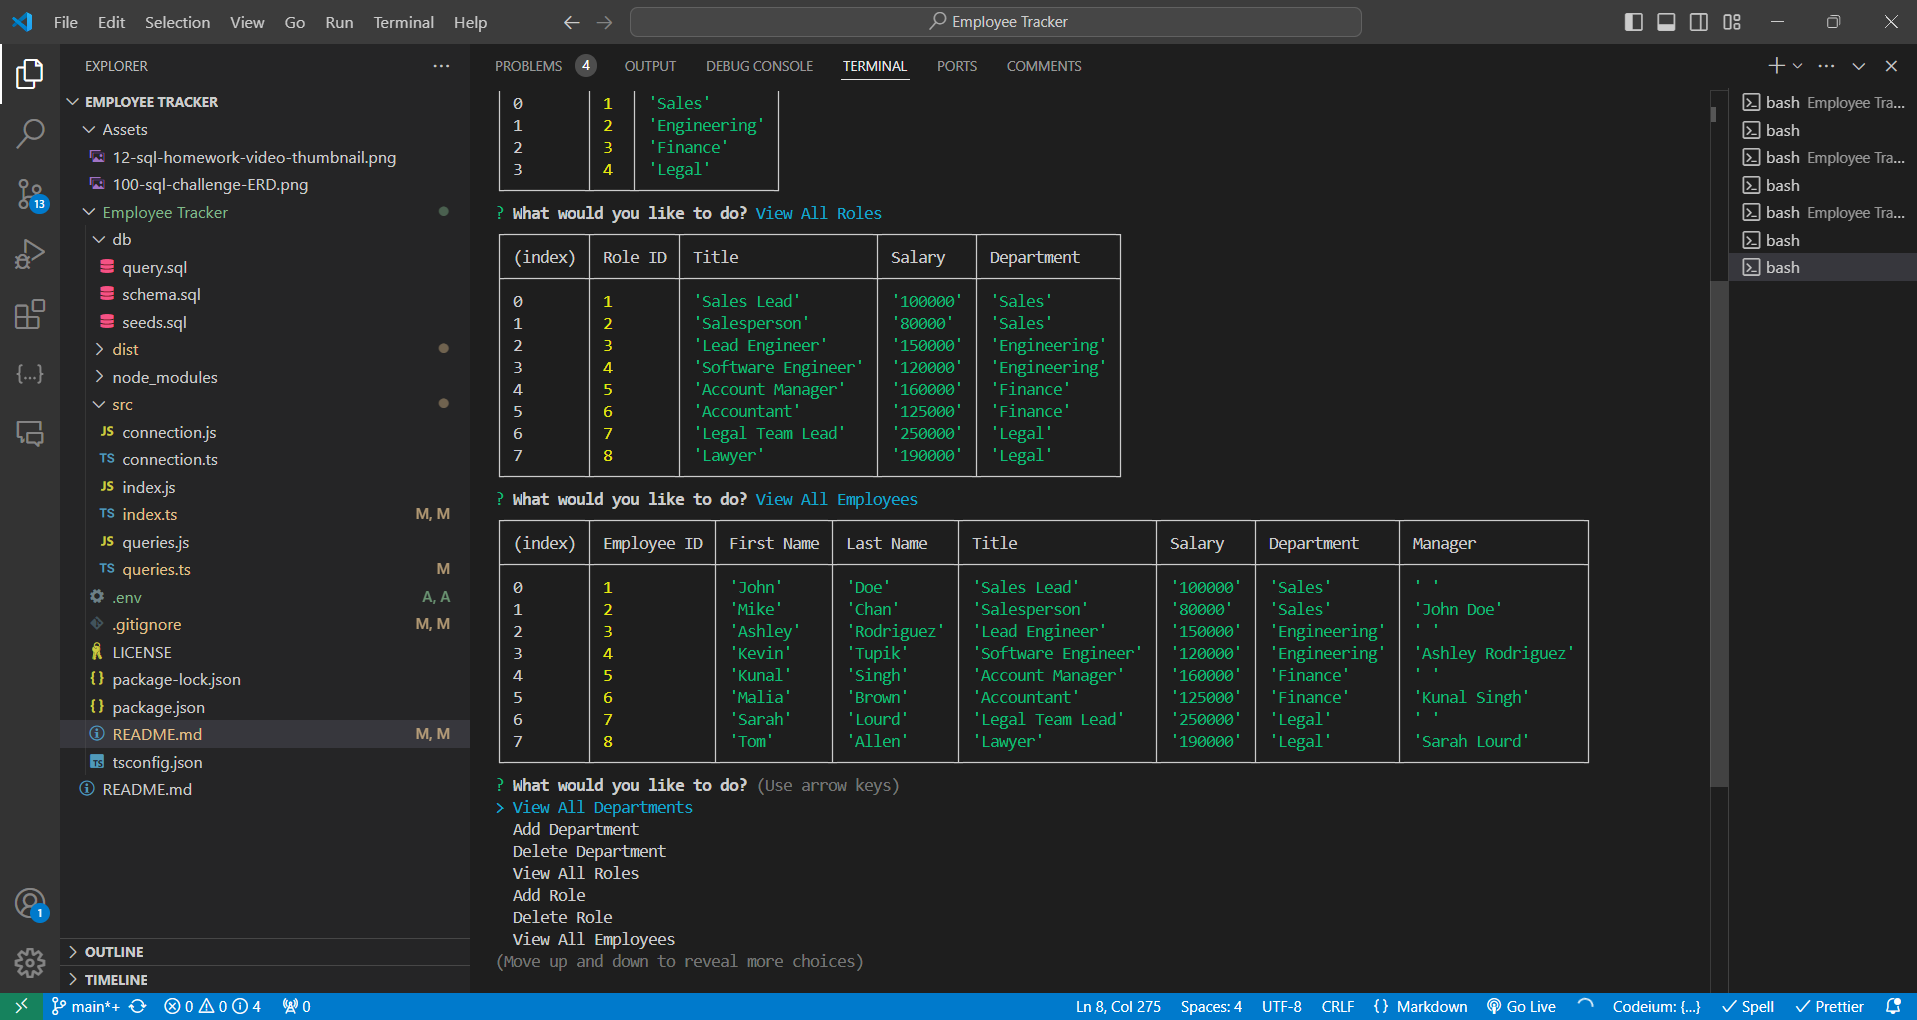 File Edit Selection View Go Run Terminal Help Employee Tracker
EXPLORER
EMPLOYEE TRACKER
Assets
12-sql-homework-video-thumbnail.png
100-sql-challenge-ERD.png
Employee Tracker
db
query.sql
schema.sql
seeds.sql
dist
node_modules
src
JS connection.js
TS connection.ts
JS index.js
TS index.ts M, M
JS queries.js
TS queries.ts M
.env A, A
.gitignore M, M
LICENSE
{} package-lock.json
{} package.json
README.md M, M
TS tsconfig.json
README.md
OUTLINE
TIMELINE
13
1
PROBLEMS 4 OUTPUT DEBUG CONSOLE TERMINAL PORTS COMMENTS
0 1 'Sales'
1 2 'Engineering'
2 3 'Finance'
3 4 'Legal'
? What would you like to do? View All Roles
(index) Role ID Title Salary Department
0 1 'Sales Lead' '100000' 'Sales'
1 2 'Salesperson' '80000' 'Sales'
2 3 'Lead Engineer' '150000' 'Engineering'
3 4 'Software Engineer' '120000' 'Engineering'
4 5 'Account Manager' '160000' 'Finance'
5 6 'Accountant' '125000' 'Finance'
6 7 'Legal Team Lead' '250000' 'Legal'
7 8 'Lawyer' '190000' 'Legal'
? What would you like to do? View All Employees
(index) Employee ID First Name Last Name Title Salary Department Manager
0 1 'John' 'Doe' 'Sales Lead' '100000' 'Sales' ' '
1 2 'Mike' 'Chan' 'Salesperson' '80000' 'Sales' 'John Doe'
2 3 'Ashley' 'Rodriguez' 'Lead Engineer' '150000' 'Engineering' ' '
3 4 'Kevin' 'Tupik' 'Software Engineer' '120000' 'Engineering' 'Ashley Rodriguez'
4 5 'Kunal' 'Singh' 'Account Manager' '160000' 'Finance' ' '
5 6 'Malia' 'Brown' 'Accountant' '125000' 'Finance' 'Kunal Singh'
6 7 'Sarah' 'Lourd' 'Legal Team Lead' '250000' 'Legal' ' '
7 8 'Tom' 'Allen' 'Lawyer' '190000' 'Legal' 'Sarah Lourd'
? What would you like to do? (Use arrow keys)
> View All Departments
Add Department
Delete Department
View All Roles
Add Role
Delete Role
View All Employees
(Move up and down to reveal more choices)
bash Employee Tra...
bash
bash Employee Tra...
bash
bash Employee Tra...
bash
bash
main*+ 0 0 4 0 Ln 8, Col 275 Spaces: 4 UTF-8 CRLF {} Markdown Go Live Codeium: {...} Spell Prettier